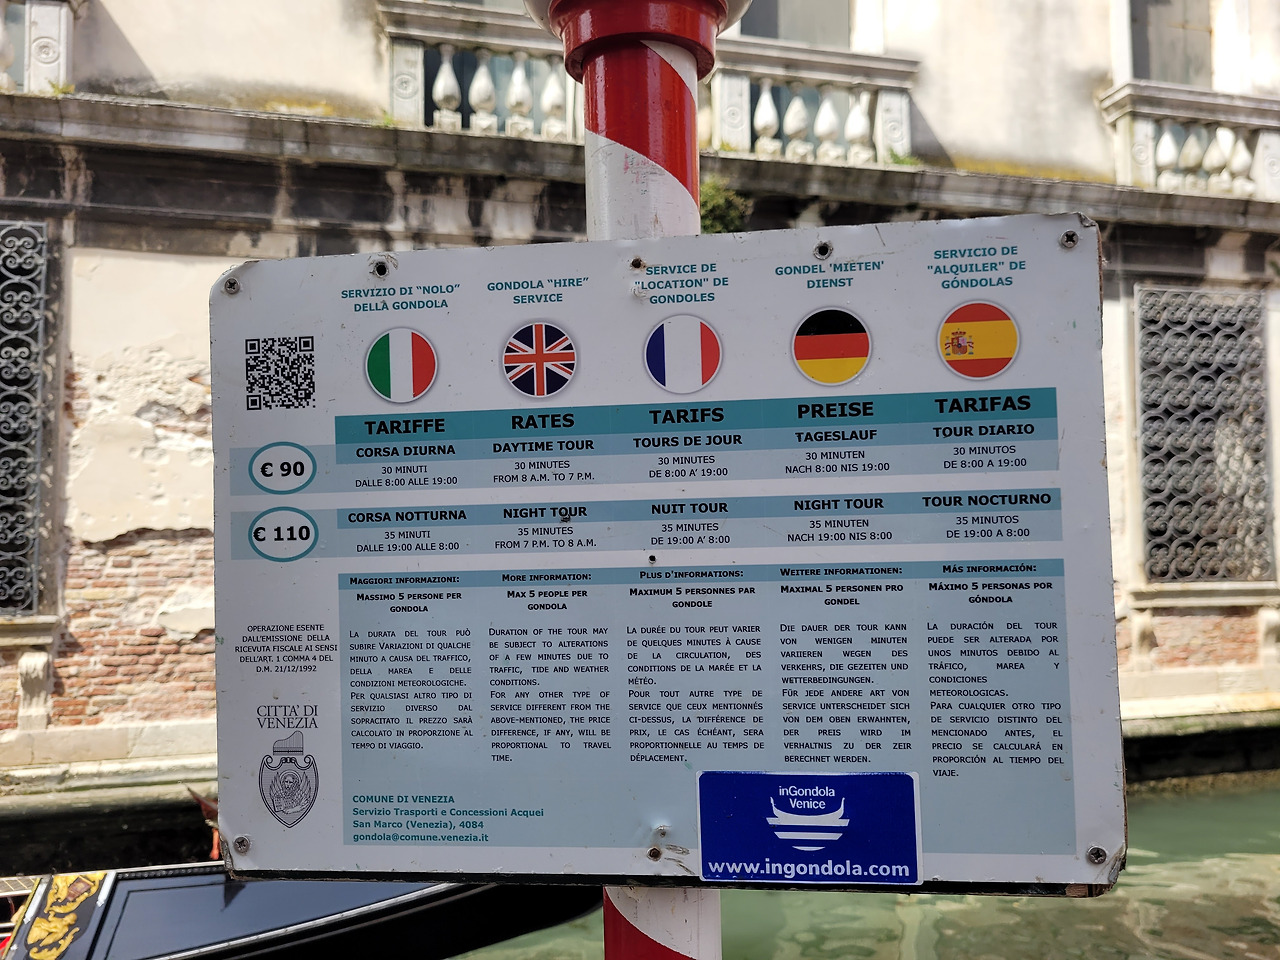 SERVIZIO DI “NOLO”
DELLA GONDOLA
GONDOLA “HIRE”
SERVICE
SERVICE DE
"LOCATION" DE
GONDOLES
GONDEL 'MIETEN'
DIENST
SERVICIO DE
"ALQUILER" DE
GÓNDOLAS
TARIFFE
RATES
TARIFS
PREISE
TARIFAS
€ 90
CORSA DIURNA
30 MINUTI
DALLE 8:00 ALLE 19:00
DAYTIME TOUR
30 MINUTES
FROM 8 A.M. TO 7 P.M.
TOURS DE JOUR
30 MINUTES
DE 8:00 A’ 19:00
TAGESLAUF
30 MINUTEN
NACH 8:00 NIS 19:00
TOUR DIARIO
30 MINUTOS
DE 8:00 A 19:00
€ 110
CORSA NOTTURNA
35 MINUTI
DALLE 19:00 ALLE 8:00
NIGHT TOUR
35 MINUTES
FROM 7 P.M. TO 8 A.M.
NUIT TOUR
35 MINUTES
DE 19:00 A’ 8:00
NIGHT TOUR
35 MINUTEN
NACH 19:00 NIS 8:00
TOUR NOCTURNO
35 MINUTOS
DE 19:00 A 8:00
MAGGIORI INFORMAZIONI:
MASSIMO 5 PERSONE PER
GONDOLA
LA DURATA DEL TOUR PUÒ
SUBIRE VARIAZIONI DI QUALCHE
MINUTO A CAUSA DEL TRAFFICO,
DELLA MAREA E DELLE
CONDIZIONI METEOROLOGICHE.
PER QUALSIASI ALTRO TIPO DI
SERVIZIO DIVERSO DAL
SOPRACITATO IL PREZZO SARÀ
CALCOLATO IN PROPORZIONE AL
TEMPO DI VIAGGIO.
MORE INFORMATION:
MAX 5 PEOPLE PER
GONDOLA
DURATION OF THE TOUR MAY
BE SUBJECT TO ALTERATIONS
OF A FEW MINUTES DUE TO
TRAFFIC, TIDE AND WEATHER
CONDITIONS.
FOR ANY OTHER TYPE OF
SERVICE DIFFERENT FROM THE
ABOVE-MENTIONED, THE PRICE
DIFFERENCE, IF ANY, WILL BE
PROPORTIONAL TO TRAVEL
TIME.
PLUS D’INFORMATIONS:
MAXIMUM 5 PERSONNES PAR
GONDOLE
LA DURÉE DU TOUR PEUT VARIER
DE QUELQUES MINUTES À CAUSE
DE LA CIRCULATION, DES
CONDITIONS DE LA MARÉE ET LA
MÉTÉO.
POUR TOUT AUTRE TYPE DE
SERVICE QUE CEUX MENTIONNÉS
CI-DESSUS, LA ’DIFFÉRENCE DE
PRIX, LE CAS ÉCHÉANT, SERA
PROPORTIONNELLE AU TEMPS DE
DÉPLACEMENT.
WEITERE INFORMATIONEN:
MAXIMAL 5 PERSONEN PRO
GONDEL
DIE DAUER DER TOUR KANN
VON WENIGEN MINUTEN
VARIIEREN WEGEN DES
VERKEHRS, DIE GEZEITEN UND
WETTERBEDINGUNGEN.
FÜR JEDE ANDERE ART VON
SERVICE UNTERSCHEIDET SICH
VON DEM OBEN ERWAHNTEN,
DER PREIS WIRD IM
VERHALTNIS ZU DER ZEIR
BERECHNET WERDEN.
MÁS INFORMACIÓN:
MÁXIMO 5 PERSONAS POR
GÓNDOLA
LA DURACIÓN DEL TOUR
PUEDE SER ALTERADA POR
UNOS MINUTOS DEBIDO AL
TRÁFICO, MAREA Y
CONDICIONES
METEOROLOGICAS.
PARA CUALQUIER OTRO TIPO
DE SERVICIO DISTINTO DEL
MENCIONADO ANTES, EL
PRECIO SE CALCULARÁ EN
PROPORCIÓN AL TIEMPO DEL
VIAJE.
OPERAZIONE ESENTE
DALL'EMISSIONE DELLA
RICEVUTA FISCALE AI SENSI
DELL'ART. 1 COMMA 4 DEL
D.M. 21/12/1992
CITTA' DI
VENEZIA
COMUNE DI VENEZIA
Servizio Trasporti e Concessioni Acquei
San Marco (Venezia), 4084
gondola@comune.venezia.it
inGondola
Venice
www.ingondola.com